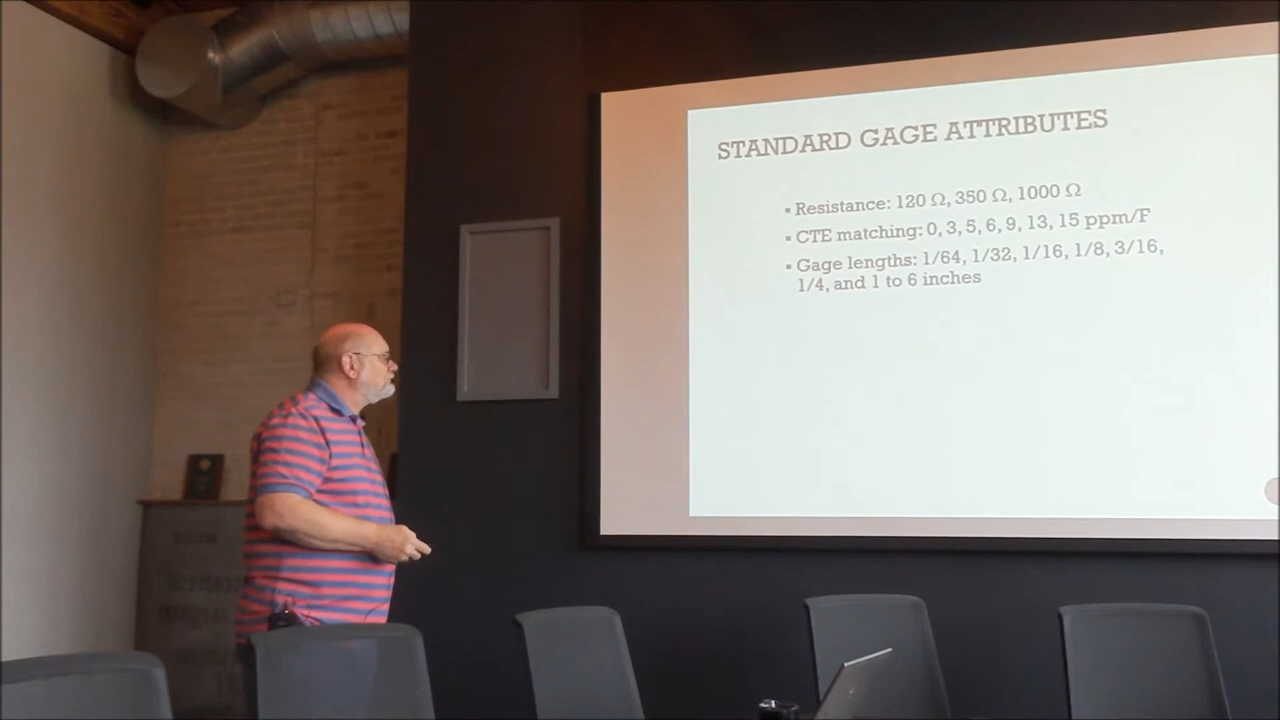 STANDARD GAGE ATTRIBUTES
▪ Resistance: 120 Ω, 350 Ω, 1000 Ω
▪ CTE matching: 0, 3, 5, 6, 9, 13, 15 ppm/F
▪ Gage lengths: 1/64, 1/32, 1/16, 1/8, 3/16,
1/4, and 1 to 6 inches